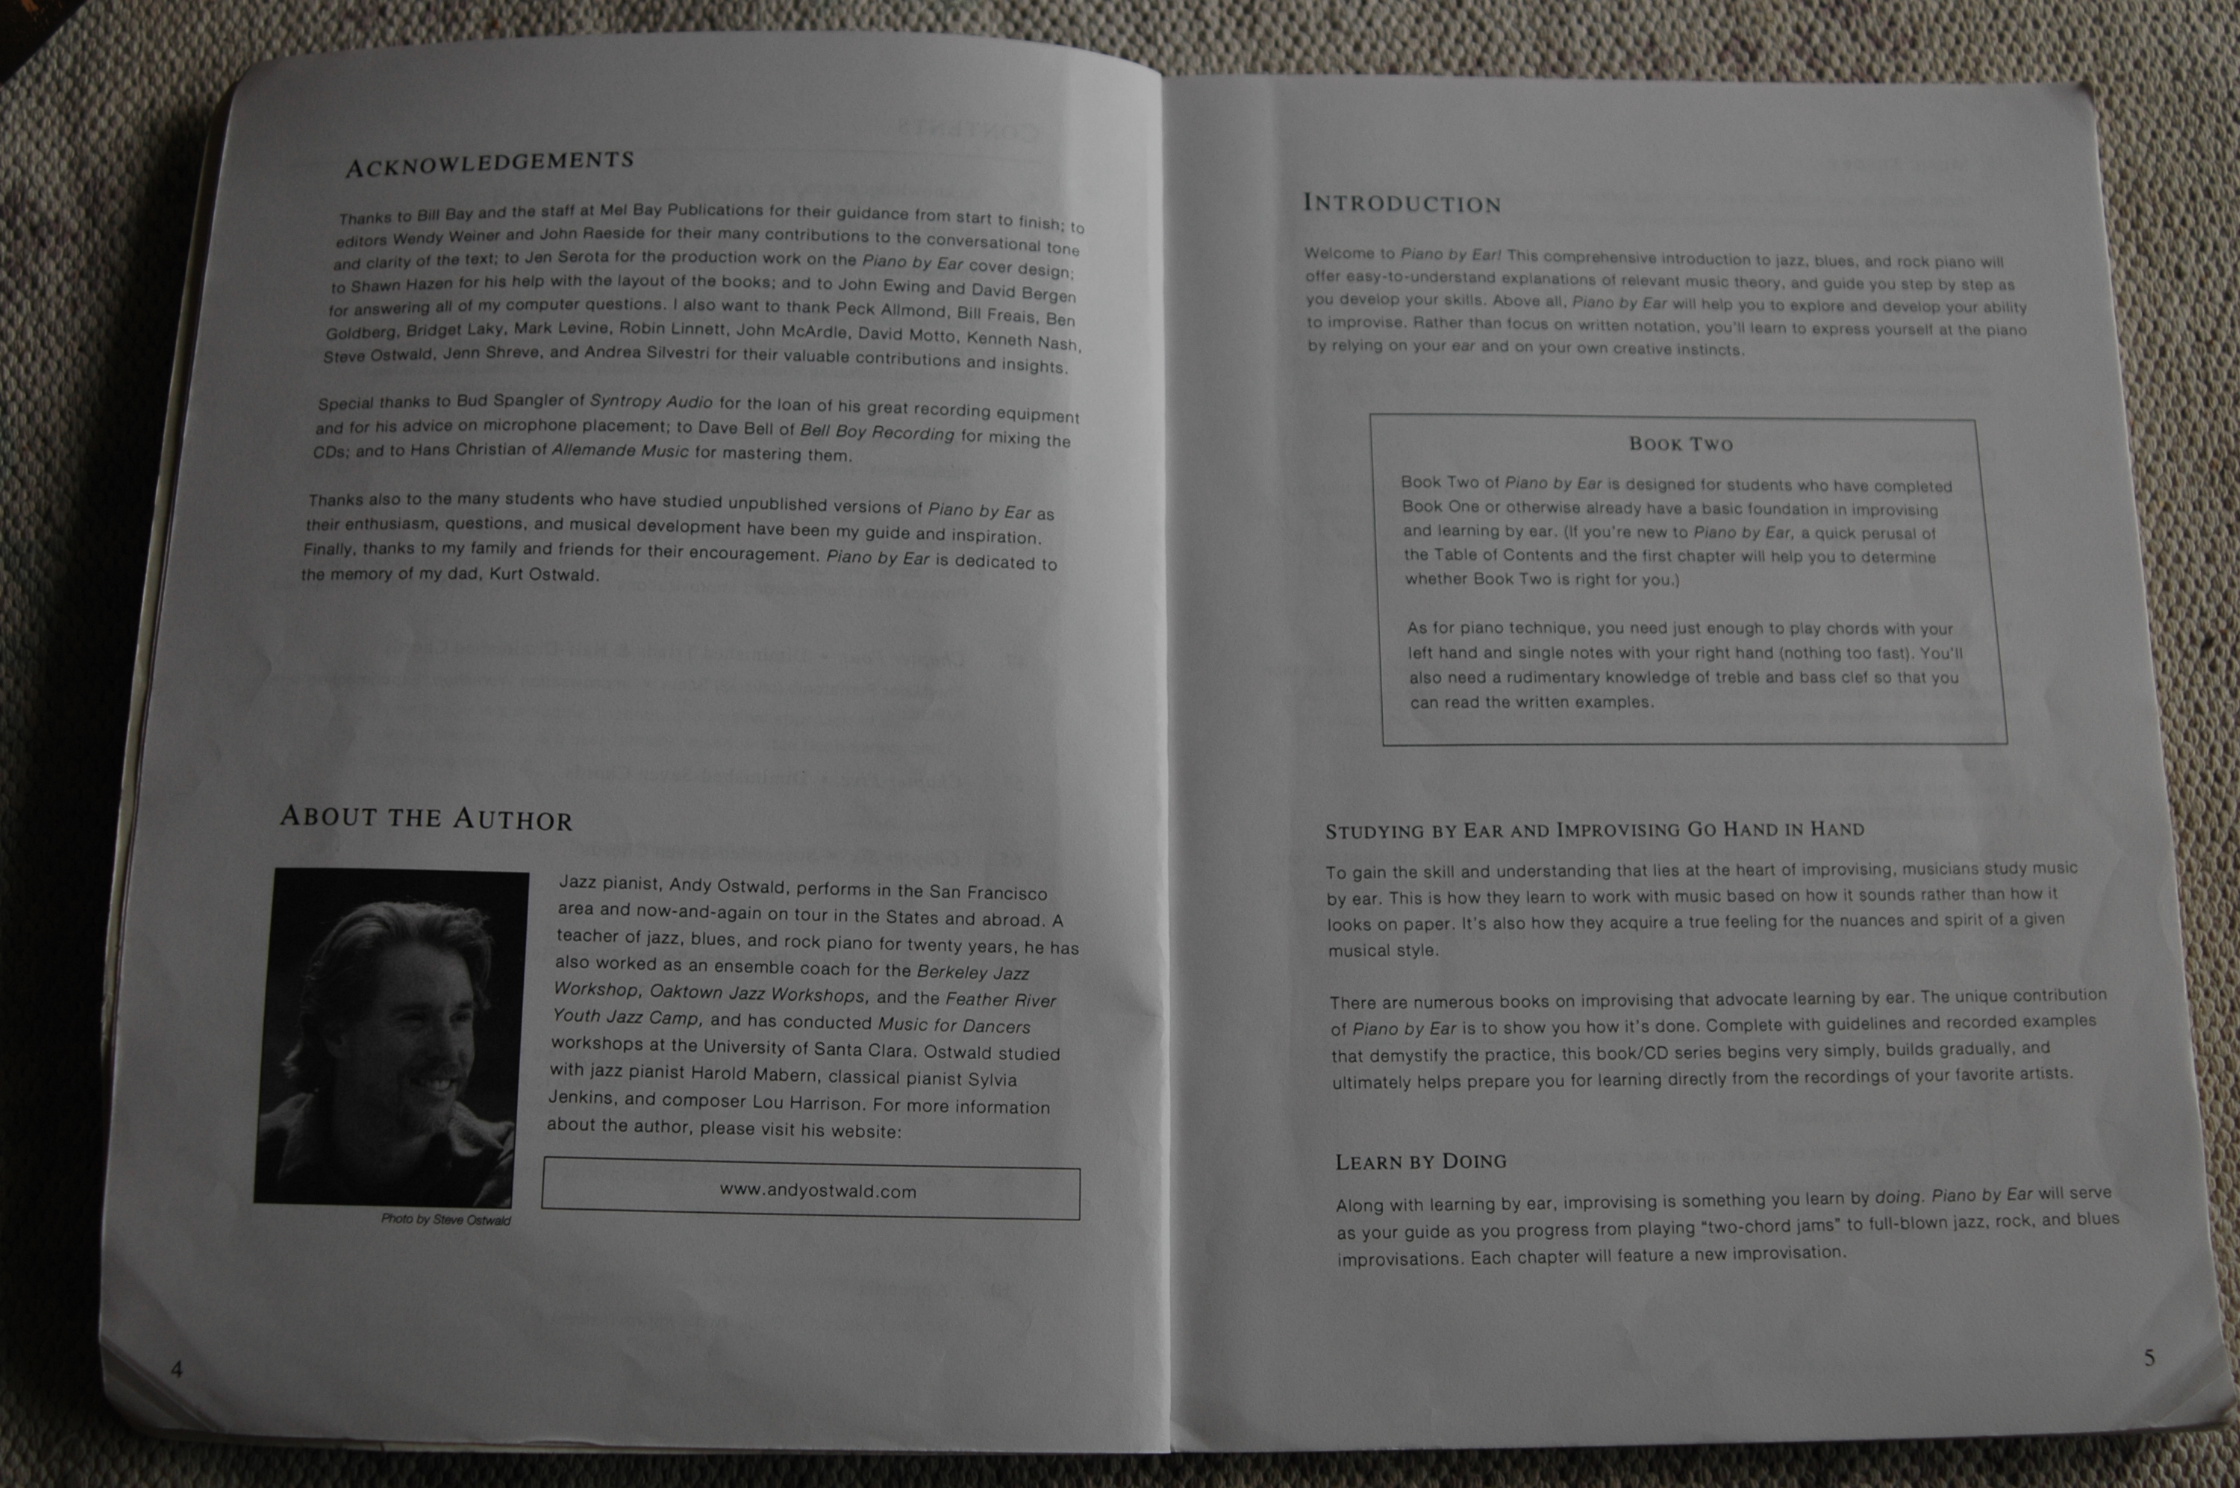 ACKNOWLEDGEMENTS
Thanks to Bill Bay and the staff at Mel Bay Publications for their guidance from start to finish; to
editors Wendy Weiner and John Raeside for their many contributions to the conversational tone
and clarity of the text; to Jen Serota for the production work on the Piano by Ear cover design;
to Shawn Hazen for his help with the layout of the books; and to John Ewing and David Bergen
for answering all of my computer questions. I also want to thank Peck Allmond, Bill Freais, Ben
Goldberg, Bridget Laky, Mark Levine, Robin Linnett, John McArdle, David Motto, Kenneth Nash,
Steve Ostwald, Jenn Shreve, and Andrea Silvestri for their valuable contributions and insights.
Special thanks to Bud Spangler of Syntropy Audio for the loan of his great recording equipment
and for his advice on microphone placement; to Dave Bell of Bell Boy Recording for mixing the
CDs; and to Hans Christian of Allemande Music for mastering them.
Thanks also to the many students who have studied unpublished versions of Piano by Ear as
their enthusiasm, questions, and musical development have been my guide and inspiration.
Finally, thanks to my family and friends for their encouragement. Piano by Ear is dedicated to
the memory of my dad, Kurt Ostwald.
ABOUT THE AUTHOR
Jazz pianist, Andy Ostwald, performs in the San Francisco
area and now-and-again on tour in the States and abroad. A
teacher of jazz, blues, and rock piano for twenty years, he has
also worked as an ensemble coach for the Berkeley Jazz
Workshop, Oaktown Jazz Workshops, and the Feather River
Youth Jazz Camp, and has conducted Music for Dancers
workshops at the University of Santa Clara. Ostwald studied
with jazz pianist Harold Mabern, classical pianist Sylvia
Jenkins, and composer Lou Harrison. For more information
about the author, please visit his website:
www.andyostwald.com
Photo by Steve Ostwald
4
INTRODUCTION
Welcome to Piano by Ear! This comprehensive introduction to jazz, blues, and rock piano will
offer easy-to-understand explanations of relevant music theory, and guide you step by step as
you develop your skills. Above all, Piano by Ear will help you to explore and develop your ability
to improvise. Rather than focus on written notation, you'll learn to express yourself at the piano
by relying on your ear and on your own creative instincts.
BOOK TWO
Book Two of Piano by Ear is designed for students who have completed
Book One or otherwise already have a basic foundation in improvising
and learning by ear. (If you're new to Piano by Ear, a quick perusal of
the Table of Contents and the first chapter will help you to determine
whether Book Two is right for you.)
As for piano technique, you need just enough to play chords with your
left hand and single notes with your right hand (nothing too fast). You'll
also need a rudimentary knowledge of treble and bass clef so that you
can read the written examples.
STUDYING BY EAR AND IMPROVISING GO HAND IN HAND
To gain the skill and understanding that lies at the heart of improvising, musicians study music
by ear. This is how they learn to work with music based on how it sounds rather than how it
looks on paper. It's also how they acquire a true feeling for the nuances and spirit of a given
musical style.
There are numerous books on improvising that advocate learning by ear. The unique contribution
of Piano by Ear is to show you how it's done. Complete with guidelines and recorded examples
that demystify the practice, this book/CD series begins very simply, builds gradually, and
ultimately helps prepare you for learning directly from the recordings of your favorite artists.
LEARN BY DOING
Along with learning by ear, improvising is something you learn by doing. Piano by Ear will serve
as your guide as you progress from playing "two-chord jams" to full-blown jazz, rock, and blues
improvisations. Each chapter will feature a new improvisation.
5